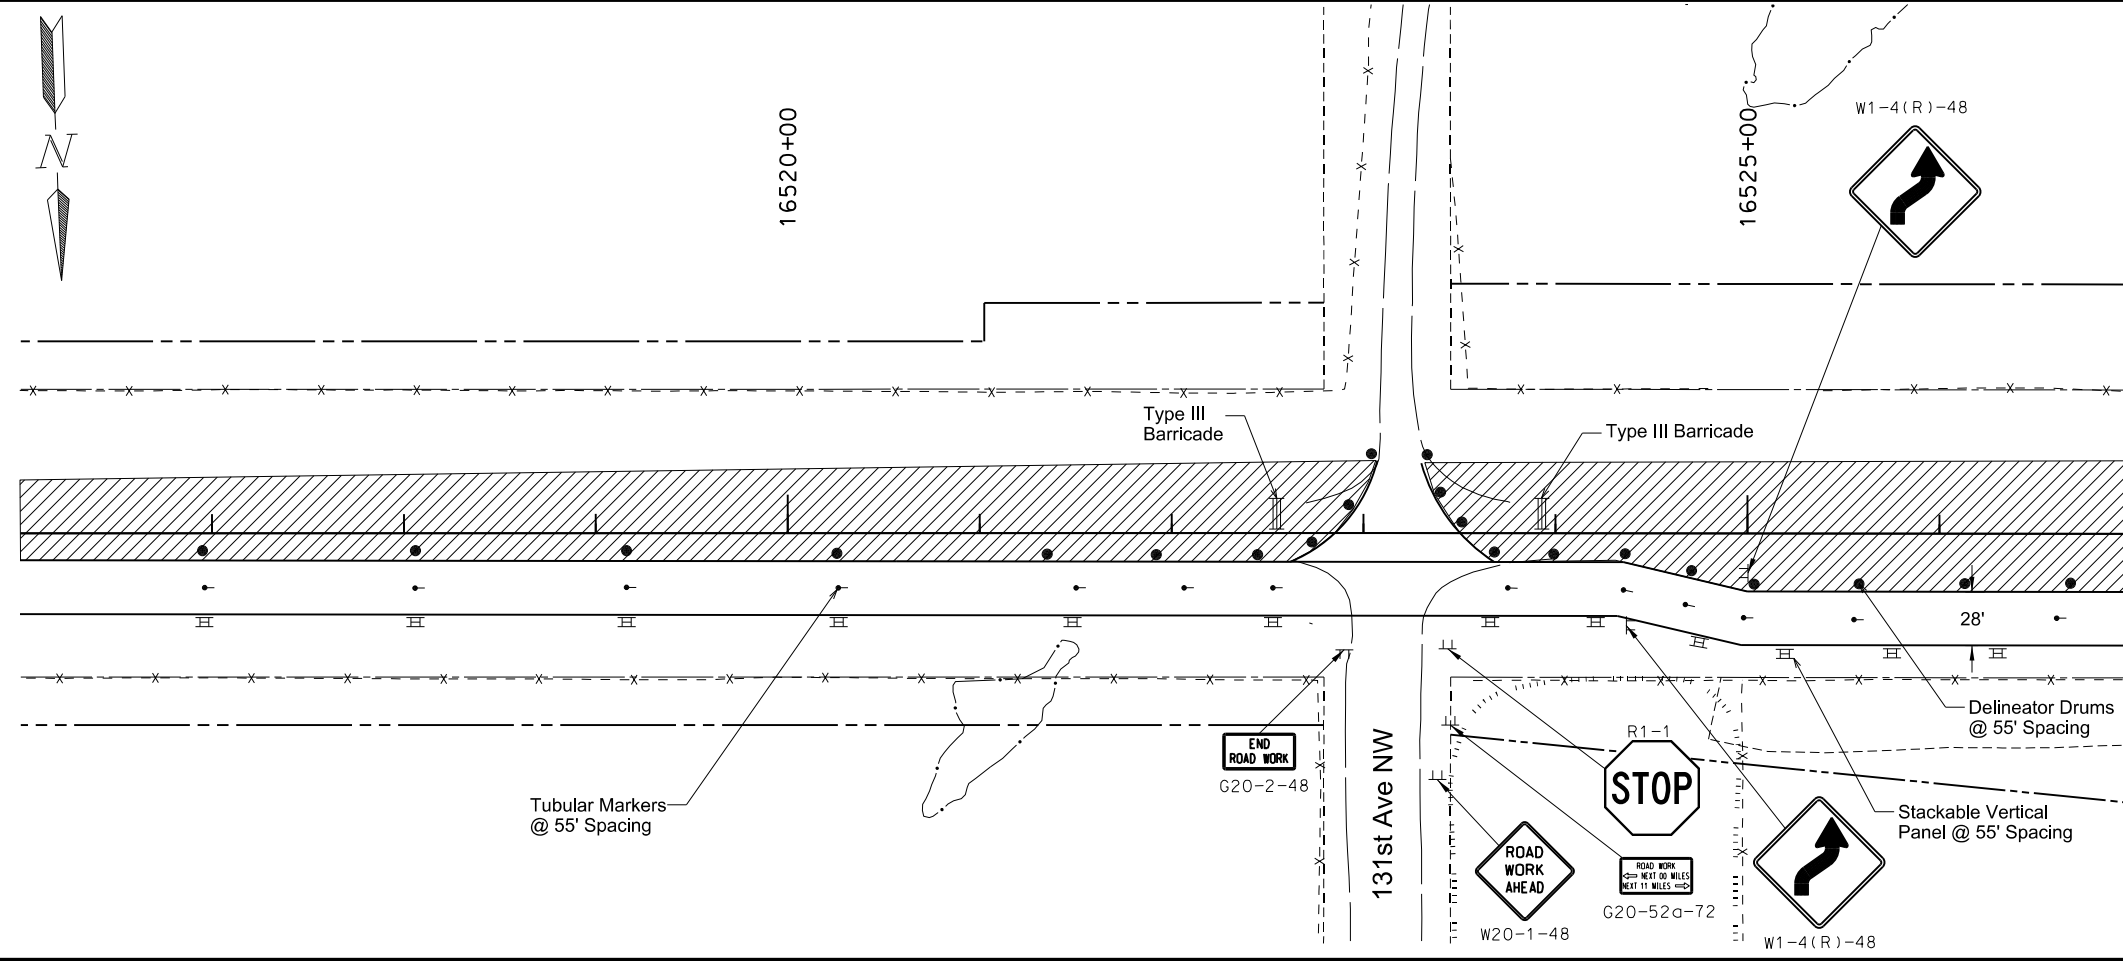 N
16520+00
16525+00
W1-4(R)-48
Type III
Barricade
Type III Barricade
28'
Delineator Drums
@ 55' Spacing
Tubular Markers
@ 55' Spacing
END
ROAD WORK
G20-2-48
131st Ave NW
R1-1
STOP
Stackable Vertical
Panel @ 55' Spacing
ROAD
WORK
AHEAD
W20-1-48
ROAD WORK
NEXT 00 MILES
NEXT 11 MILES
G20-52a-72
W1-4(R)-48